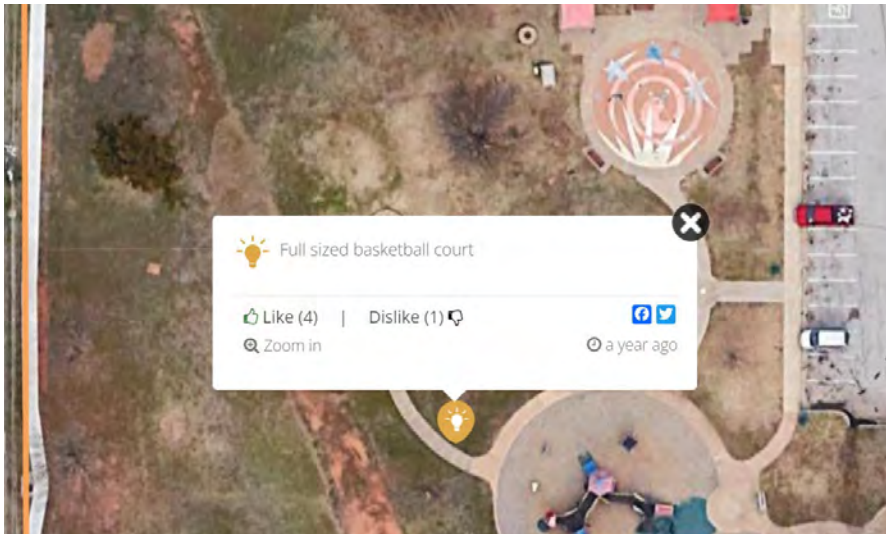 Full sized basketball court
Like (4) | Dislike (1)
Zoom in
a year ago